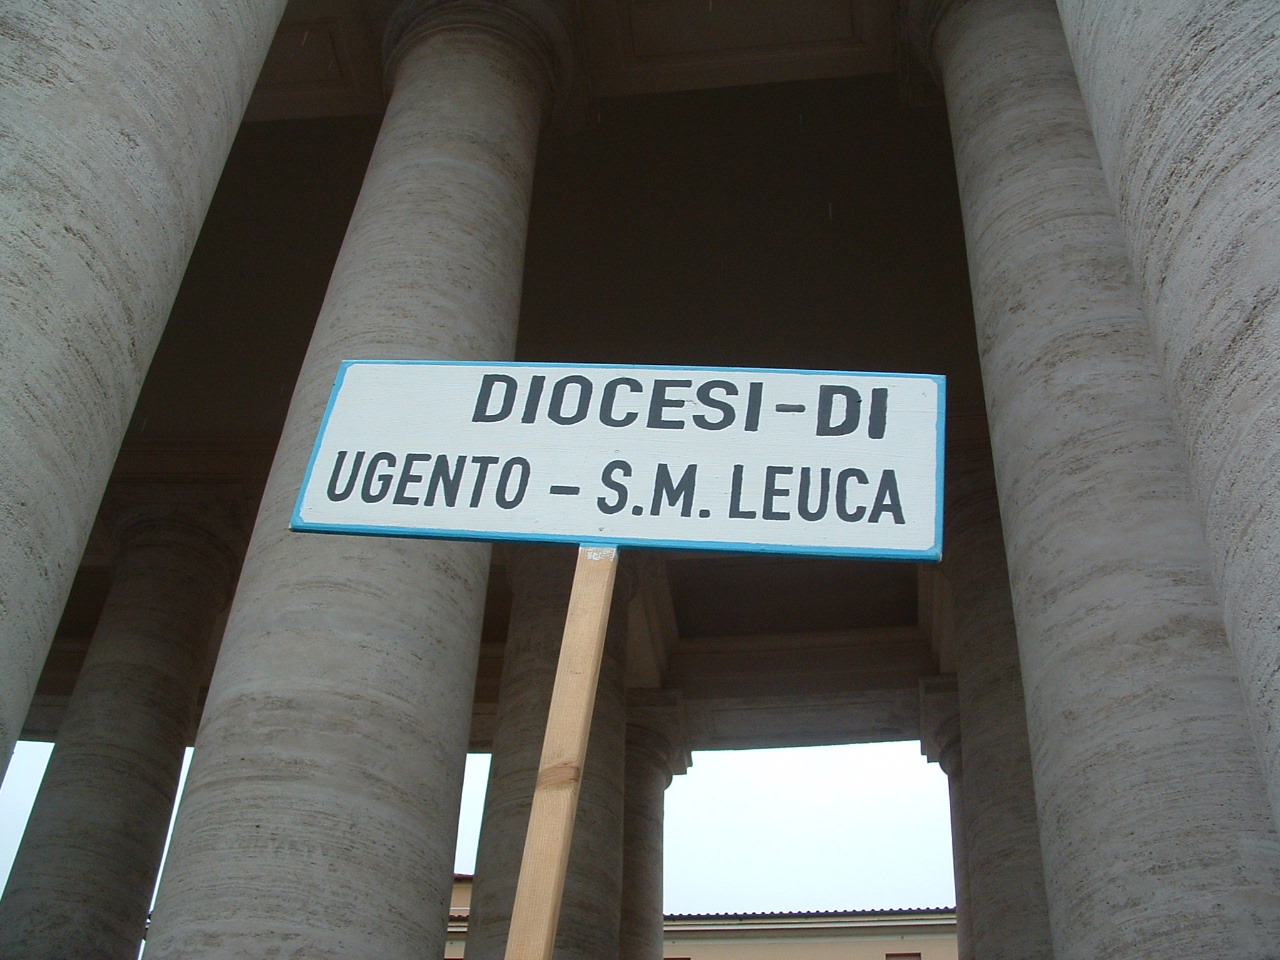 DIOCESI-DI
UGENTO - S.M. LEUCA